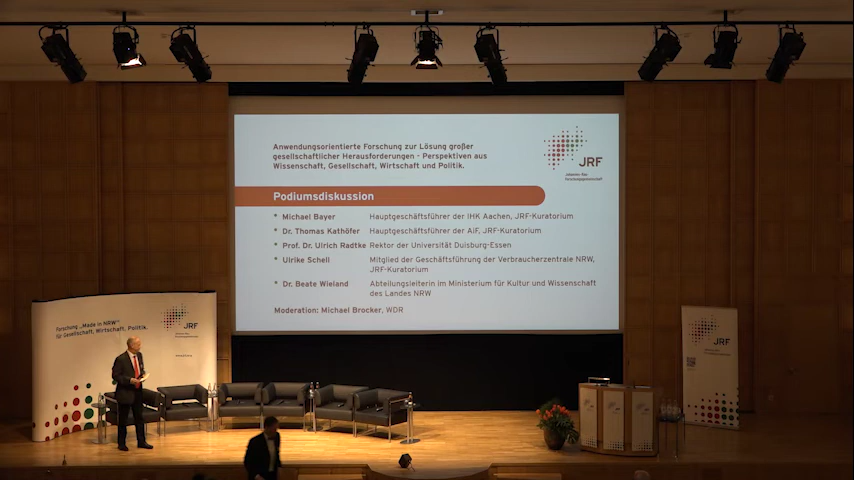 Anwendungsorientierte Forschung zur Lösung großer
gesellschaftlicher Herausforderungen - Perspektiven aus
Wissenschaft, Gesellschaft, Wirtschaft und Politik.
JRF
Johannes-Rau-
Forschungsgemeinschaft
Podiumsdiskussion
* Michael Bayer Hauptgeschäftsführer der IHK Aachen, JRF-Kuratorium
* Dr. Thomas Kathöfer Hauptgeschäftsführer der AiF, JRF-Kuratorium
* Prof. Dr. Ulrich Radtke Rektor der Universität Duisburg-Essen
* Ulrike Schell Mitglied der Geschäftsführung der Verbraucherzentrale NRW,
JRF-Kuratorium
* Dr. Beate Wieland Abteilungsleiterin im Ministerium für Kultur und Wissenschaft
des Landes NRW
Moderation: Michael Brocker, WDR
Forschung „Made in NRW“
für Gesellschaft, Wirtschaft, Politik.
JRF
JRF